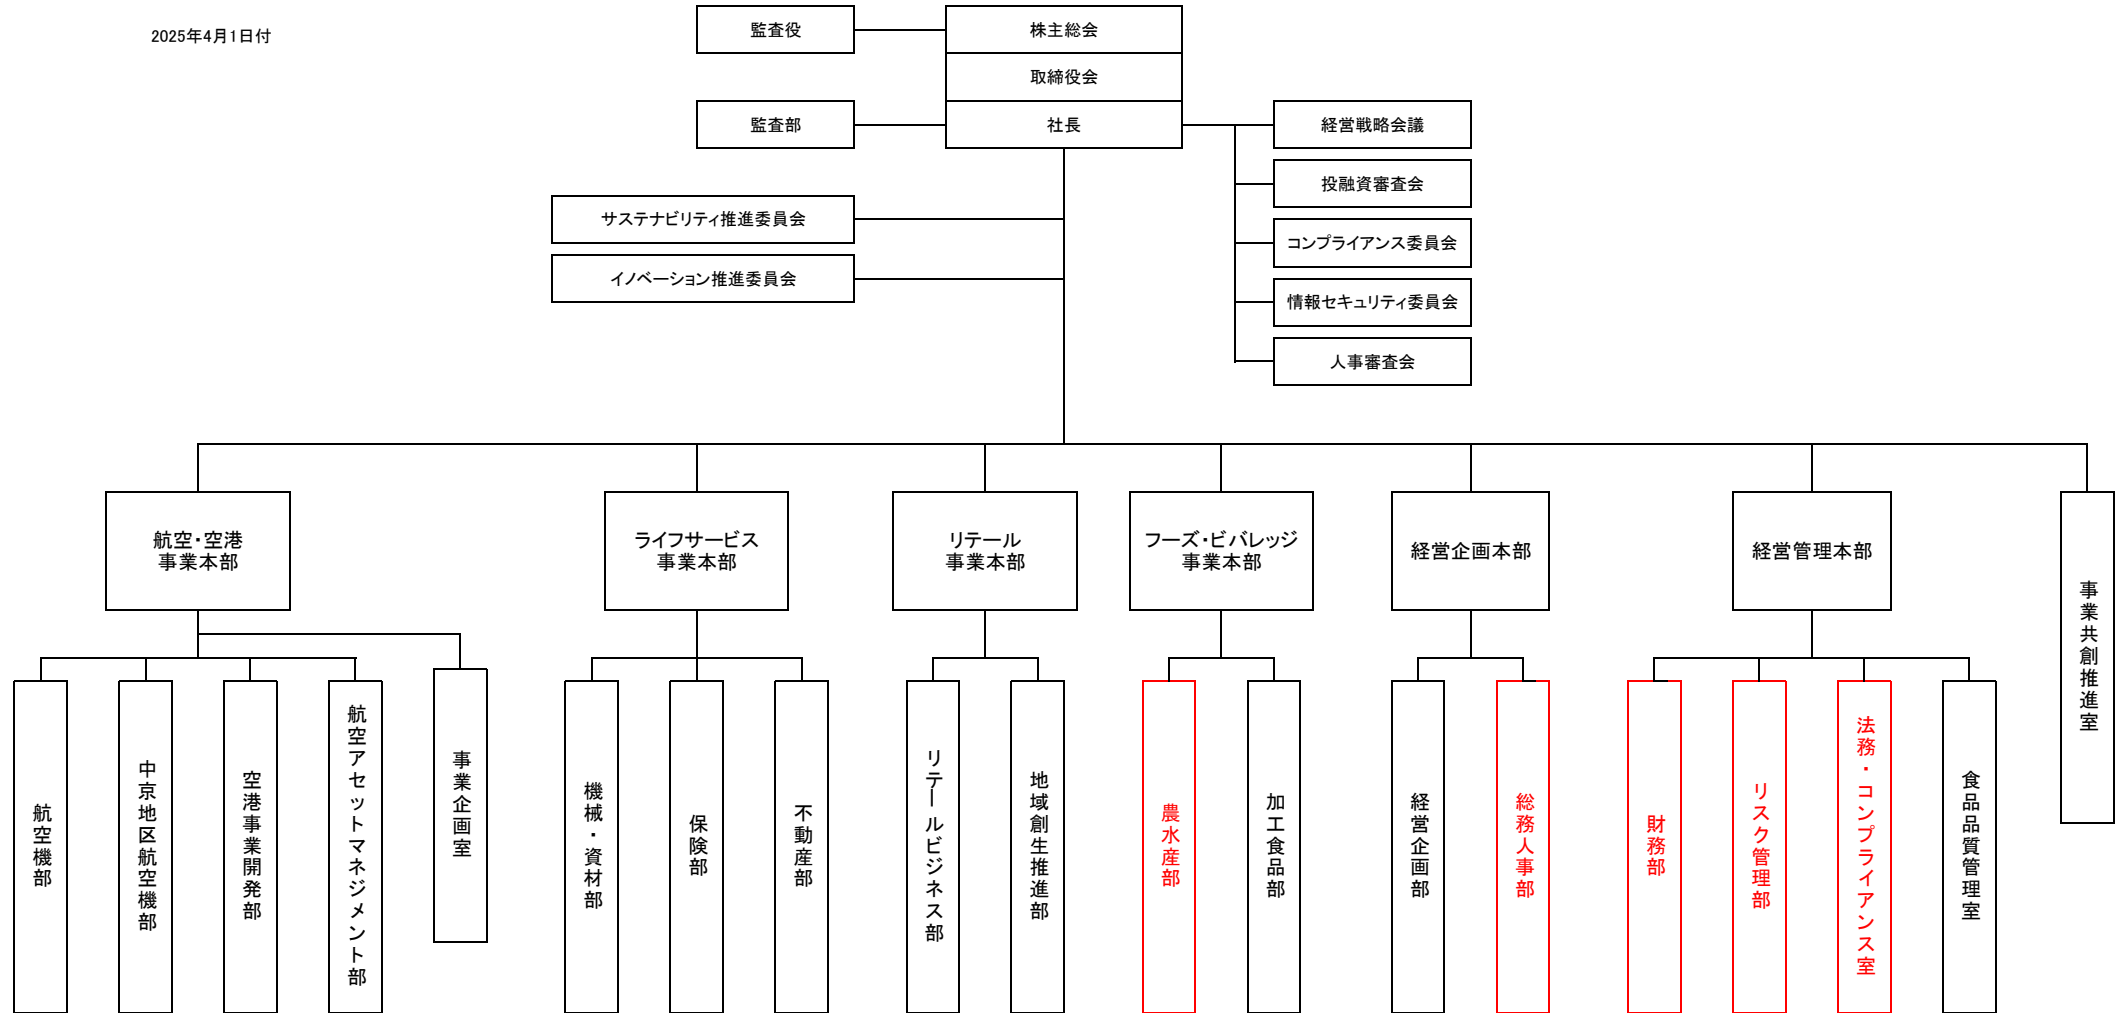 2025年4月1日付
監査役
株主総会
取締役会
監査部
社長
経営戦略会議
投融資審査会
サステナビリティ推進委員会
コンプライアンス委員会
イノベーション推進委員会
情報セキュリティ委員会
人事審査会
航空・空港
事業本部
ライフサービス
事業本部
リテール
事業本部
フーズ・ビバレッジ
事業本部
経営企画本部
経営管理本部
事業共創推進室
航空機部
中京地区航空機部
空港事業開発部
航空アセットマネジメント部
事業企画室
機械・資材部
保険部
不動産部
リテールビジネス部
地域創生推進部
農水産部
加工食品部
経営企画部
総務人事部
財務部
リスク管理部
法務・コンプライアンス室
食品品質管理室